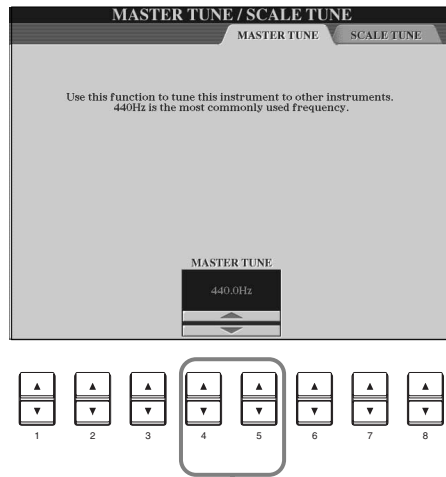 MASTER TUNE / SCALE TUNE
MASTER TUNE SCALE TUNE
Use this function to tune this instrument to other instruments.
440Hz is the most commonly used frequency.
MASTER TUNE
440.0Hz
1 2 3 4 5 6 7 8